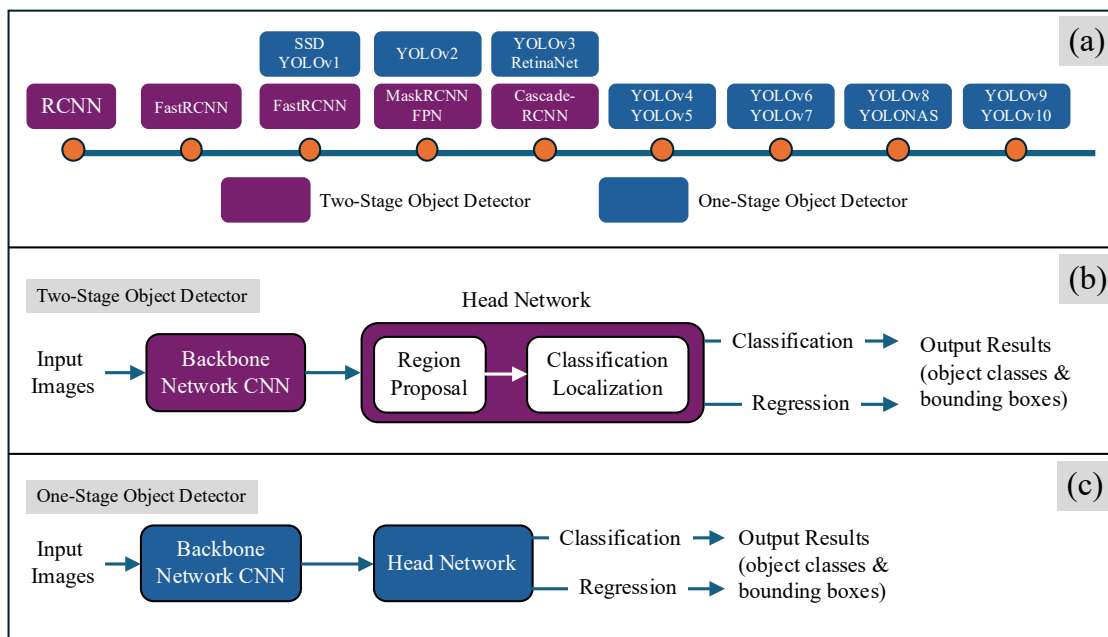 (a)
SSD
YOLOv1
YOLOv2
YOLOv3
RetinaNet
RCNN
FastRCNN
FastRCNN
MaskRCNN
FPN
Cascade-
RCNN
YOLOv4
YOLOv5
YOLOv6
YOLOv7
YOLOv8
YOLONAS
YOLOv9
YOLOv10
Two-Stage Object Detector
One-Stage Object Detector
(b)
Two-Stage Object Detector
Head Network
Input
Images
Backbone
Network CNN
Region
Proposal
Classification
Localization
Classification
Regression
Output Results
(object classes &
bounding boxes)
(c)
One-Stage Object Detector
Input
Images
Backbone
Network CNN
Head Network
Classification
Regression
Output Results
(object classes &
bounding boxes)